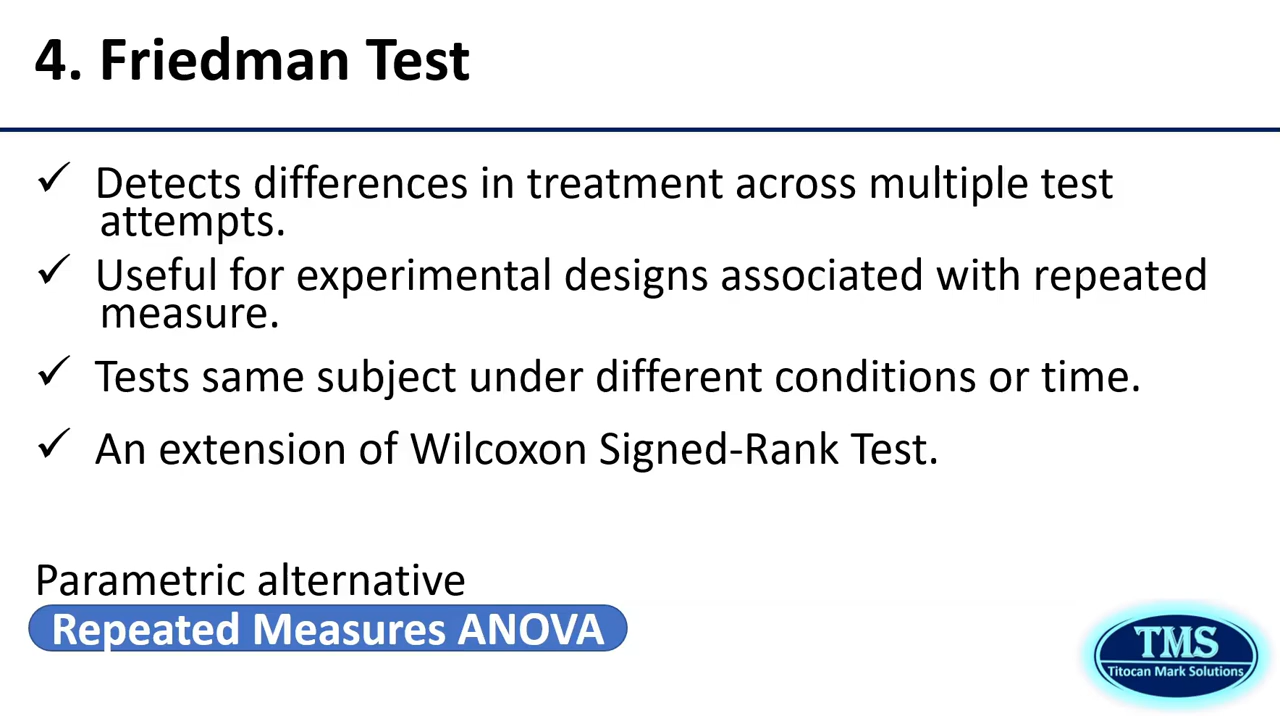 4. Friedman Test
✓ Detects differences in treatment across multiple test
attempts.
✓ Useful for experimental designs associated with repeated
measure.
✓ Tests same subject under different conditions or time.
✓ An extension of Wilcoxon Signed-Rank Test.
Parametric alternative
Repeated Measures ANOVA
TMS
Titocan Mark Solutions